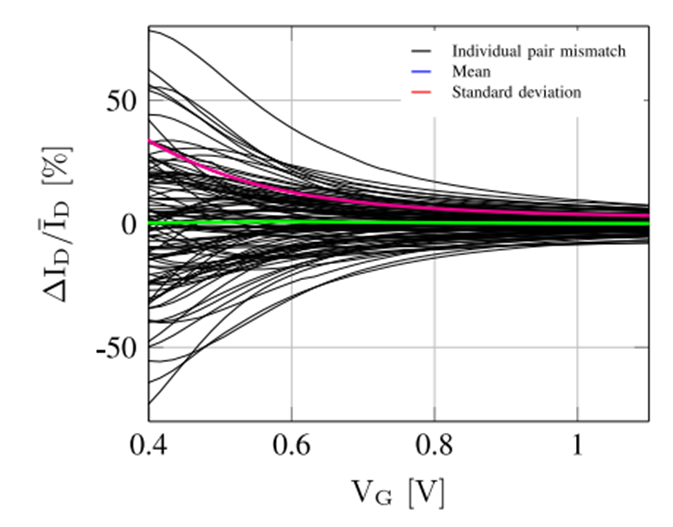 Individual pair mismatch
Mean
Standard deviation
50
0
-50
ΔI_D/Ī_D [%]
0.4 0.6 0.8 1
V_G [V]